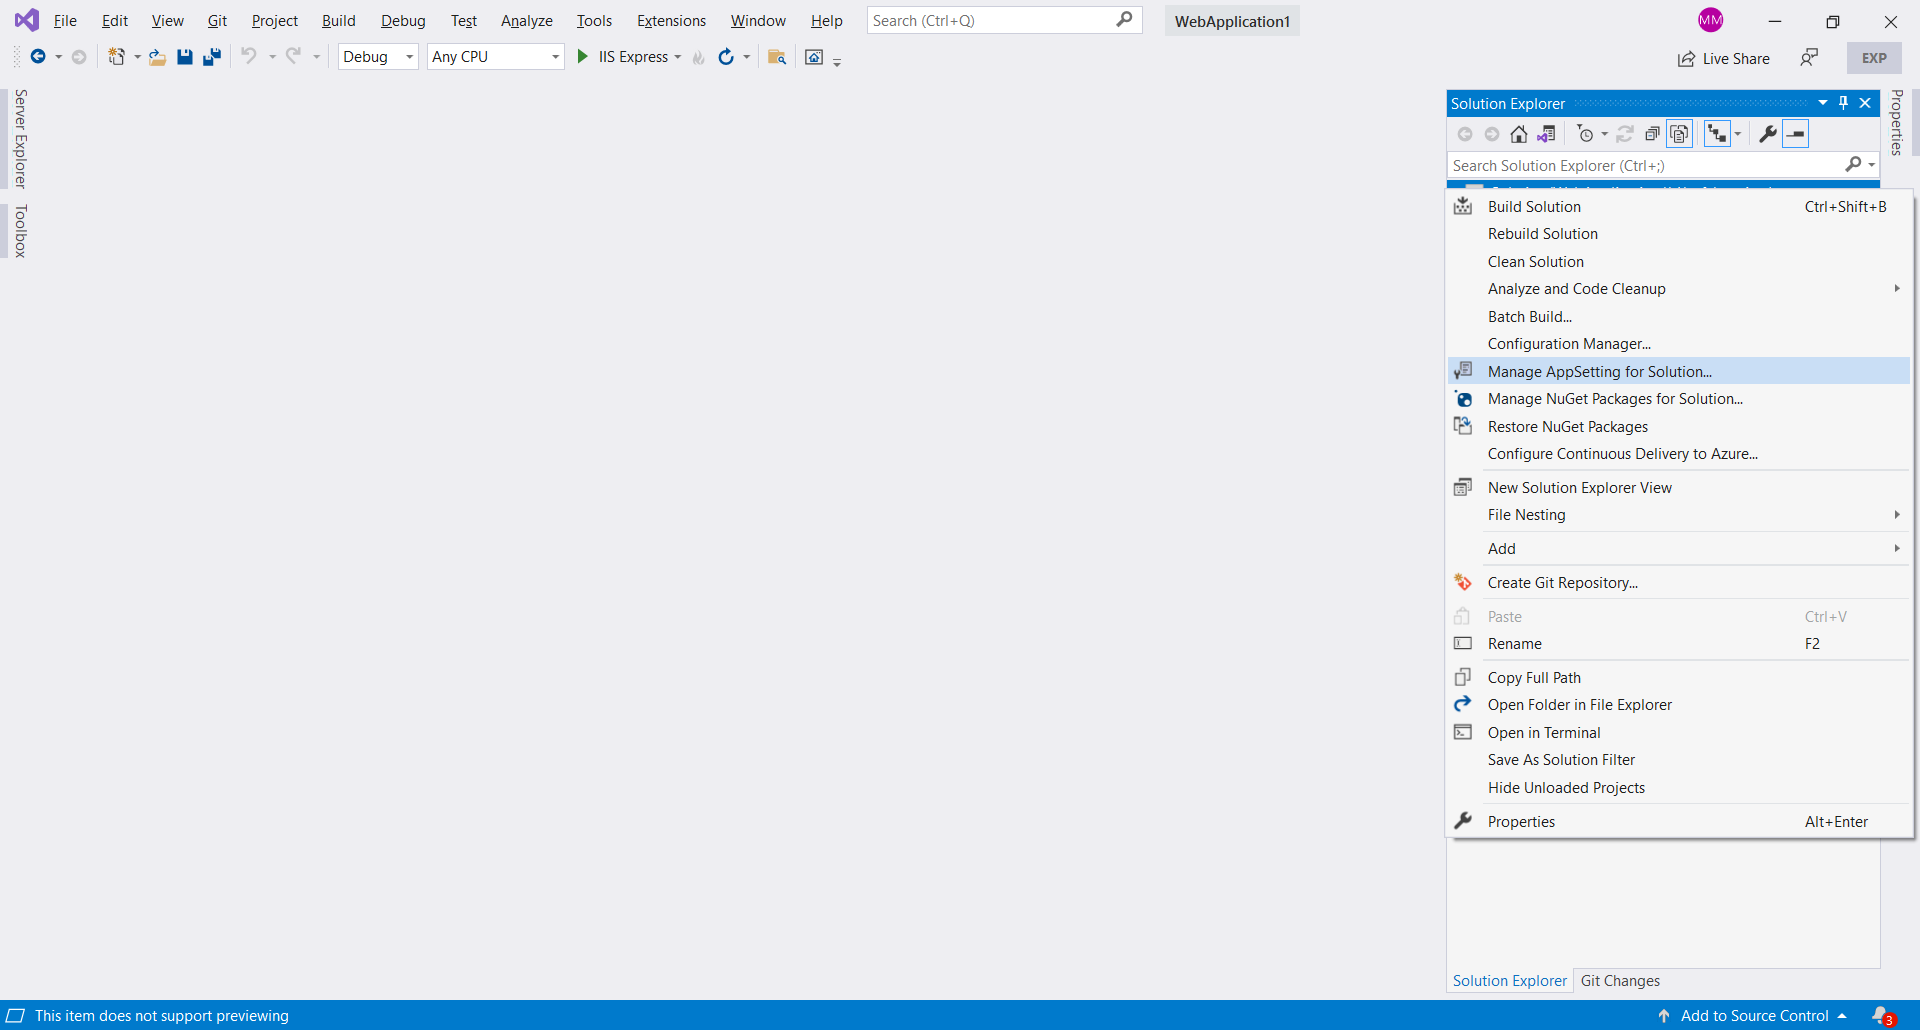 File Edit View Git Project Build Debug Test Analyze Tools Extensions Window Help Search (Ctrl+Q) WebApplication1 MM
Debug Any CPU IIS Express Live Share EXP
Server Explorer
Toolbox
Solution Explorer
Properties
Search Solution Explorer (Ctrl+;)
Build Solution Ctrl+Shift+B
Rebuild Solution
Clean Solution
Analyze and Code Cleanup
Batch Build...
Configuration Manager...
Manage AppSetting for Solution...
Manage NuGet Packages for Solution...
Restore NuGet Packages
Configure Continuous Delivery to Azure...
New Solution Explorer View
File Nesting
Add
Create Git Repository...
Paste Ctrl+V
Rename F2
Copy Full Path
Open Folder in File Explorer
Open in Terminal
Save As Solution Filter
Hide Unloaded Projects
Properties Alt+Enter
Solution Explorer Git Changes
This item does not support previewing Add to Source Control 3